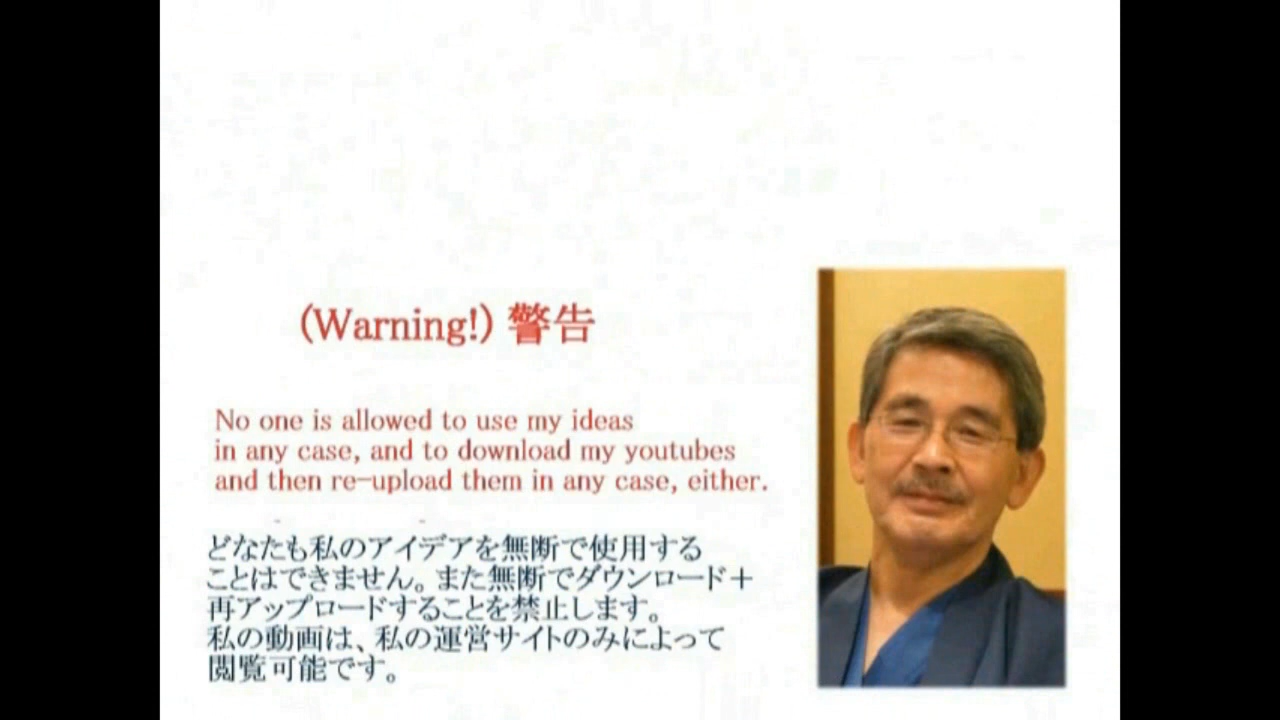 (Warning!) 警告
No one is allowed to use my ideas
in any case, and to download my youtubes
and then re-upload them in any case, either.
どなたも私のアイデアを無断で使用する
ことはできません。また無断でダウンロード＋
再アップロードすることを禁止します。
私の動画は、私の運営サイトのみによって
閲覧可能です。